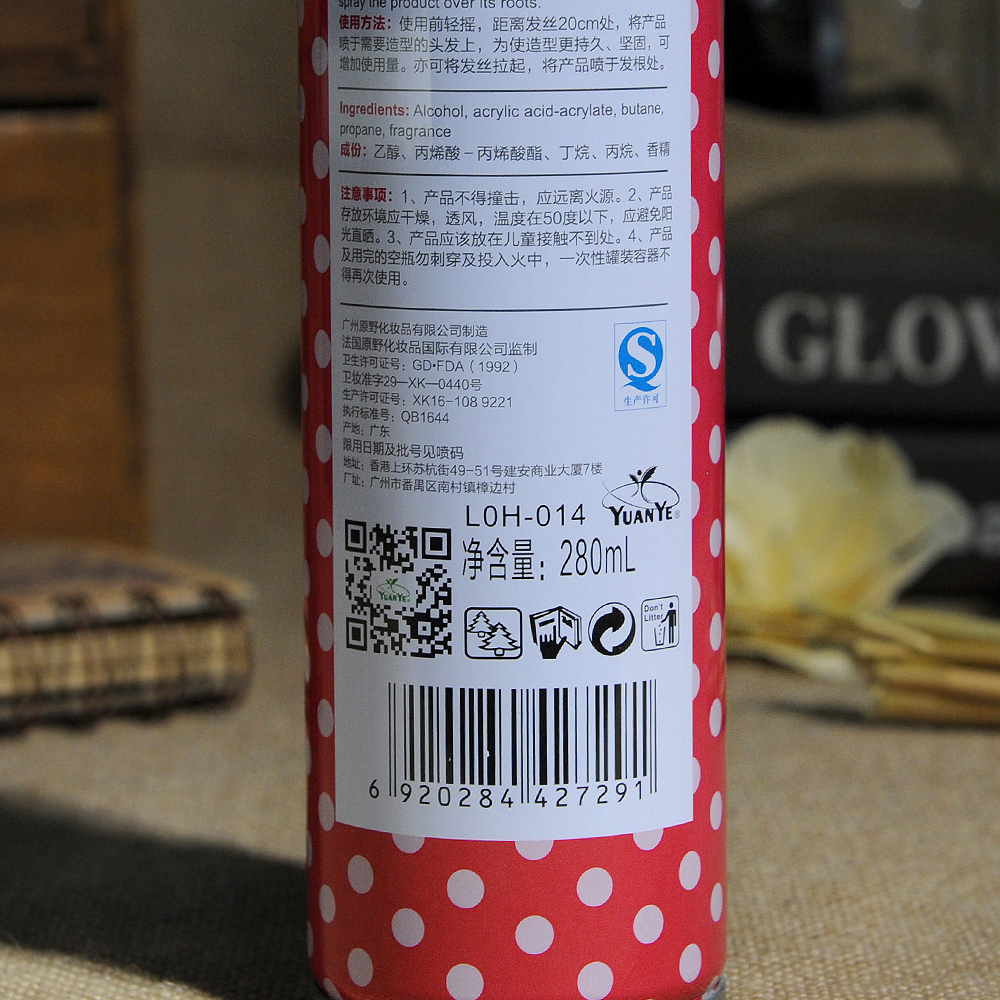 spray the product over its roots.
使用方法：使用前轻摇，距离发丝20cm处，将产品
喷于需要造型的头发上，为使造型更持久、坚固，可
增加使用量。亦可将发丝拉起，将产品喷于发根处。
Ingredients: Alcohol, acrylic acid-acrylate, butane,
propane, fragrance
成份：乙醇、丙烯酸－丙烯酸酯、丁烷、丙烷、香精
注意事项：1、产品不得撞击，应远离火源。2、产品
存放环境应干燥，透风，温度在50度以下，应避免阳
光直晒。3、产品应该放在儿童接触不到处。4、产品
及用完的空瓶勿刺穿及投入火中，一次性罐装容器不
得再次使用。
广州原野化妆品有限公司制造
法国原野化妆品国际有限公司监制
卫生许可证号：GD•FDA（1992）
卫妆准字29—XK—0440号
生产许可证号：XK16-108 9221
执行标准号：QB1644
产地：广东
限用日期及批号见喷码
地址：香港上环苏杭街49-51号建安商业大厦7楼
厂址：广州市番禺区南村镇樟边村
QS
生产许可
L0H-014
YUANYE®
净含量：280mL
YUANYE®
Don't
Litter
6 920284 427291
GLOW